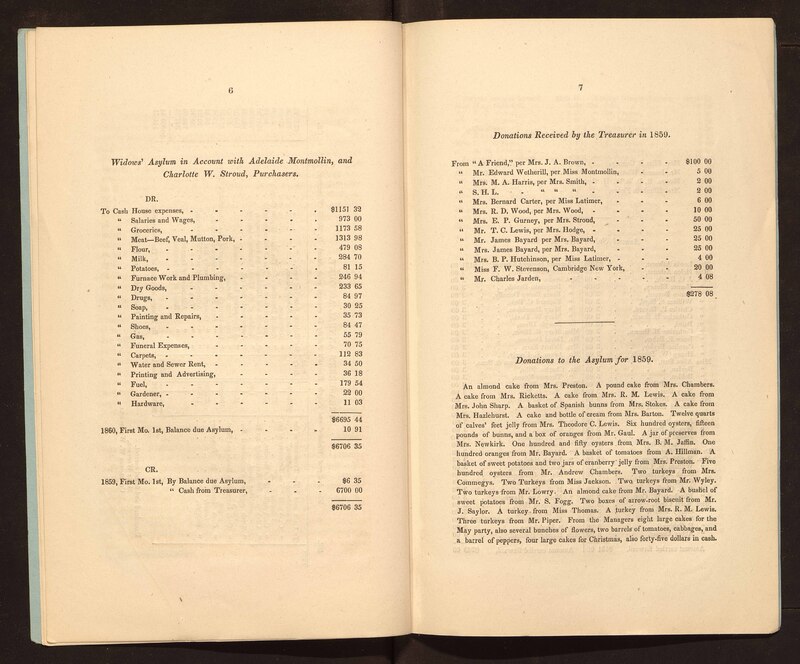 6
Widows' Asylum in Account with Adelaide Montmollin, and
Charlotte W. Stroud, Purchasers.
DR.
To Cash House expenses, - - - - - - $1151 32
" Salaries and Wages, - - - - - 973 00
" Groceries, - - - - - - 1173 58
" Meat—Beef, Veal, Mutton, Pork, - - - - 1313 98
" Flour, - - - - - - 479 08
" Milk, - - - - - - 284 70
" Potatoes, - - - - - - 81 15
" Furnace Work and Plumbing, - - - - 246 94
" Dry Goods, - - - - - - 233 65
" Drugs, - - - - - - 84 97
" Soap, - - - - - - 30 25
" Painting and Repairs, - - - - - 35 73
" Shoes, - - - - - - 84 47
" Gas, - - - - - - 55 79
" Funeral Expenses, - - - - - 70 75
" Carpets, - - - - - - 112 83
" Water and Sewer Rent, - - - - - 34 50
" Printing and Advertising, - - - - 36 18
" Fuel, - - - - - - 179 54
" Gardener, - - - - - - 22 00
" Hardware, - - - - - - 11 03
$6695 44
1860, First Mo. 1st, Balance due Asylum, - - - - 10 91
$6706 35
CR.
1859, First Mo. 1st, By Balance due Asylum, - - - $6 35
" Cash from Treasurer, - - - 6700 00
$6706 35
7
Donations Received by the Treasurer in 1859.
From "A Friend," per Mrs. J. A. Brown, - - - - $100 00
" Mr. Edward Wetherill, per Miss Montmollin, - - 5 00
" Mrs. M. A. Harris, per Mrs. Smith, - - - - 2 00
" S. H. L. - " " " - - - - 2 00
" Mrs. Bernard Carter, per Miss Latimer, - - - 6 00
" Mrs. R. D. Wood, per Mrs. Wood, - - - - 10 00
" Mrs. E. P. Gurney, per Mrs. Stroud, - - - 50 00
" Mr. T. C. Lewis, per Mrs. Hodge, - - - - 25 00
" Mr. James Bayard per Mrs. Bayard, - - - 25 00
" Mrs. James Bayard, per Mrs. Bayard, - - - 25 00
" Mrs. B. P. Hutchinson, per Miss Latimer, - - - 4 00
" Miss F. W. Stevenson, Cambridge New York, - - 20 00
" Mr. Charles Jarden, - - - - - 4 08
$278 08
Donations to the Asylum for 1859.
An almond cake from Mrs. Preston. A pound cake from Mrs. Chambers.
A cake from Mrs. Ricketts. A cake from Mrs. R. M. Lewis. A cake from
Mrs. John Sharp. A basket of Spanish bunns from Mrs. Stokes. A cake from
Mrs. Hazlehurst. A cake and bottle of cream from Mrs. Barton. Twelve quarts
of calves' feet jelly from Mrs. Theodore C. Lewis. Six hundred oysters, fifteen
pounds of bunns, and a box of oranges from Mr. Gaul. A jar of preserves from
Mrs. Newkirk. One hundred and fifty oysters from Mrs. B. M. Jaffin. One
hundred oranges from Mr. Bayard. A basket of tomatoes from A. Hillman. A
basket of sweet potatoes and two jars of cranberry jelly from Mrs. Preston. Five
hundred oysters from Mr. Andrew Chambers. Two turkeys from Mrs.
Commegys. Two Turkeys from Miss Jackson. Two turkeys from Mr. Wyley.
Two turkeys from Mr. Lowry. An almond cake from Mr. Bayard. A bushel of
sweet potatoes from Mr. S. Fogg. Two boxes of arrow-root biscuit from Mr.
J. Saylor. A turkey from Miss Thomas. A turkey from Mrs. R. M. Lewis.
Three turkeys from Mr. Piper. From the Managers eight large cakes for the
May party, also several bunches of flowers, two barrels of tomatoes, cabbages, and
a barrel of peppers, four large cakes for Christmas, also forty-five dollars in cash.